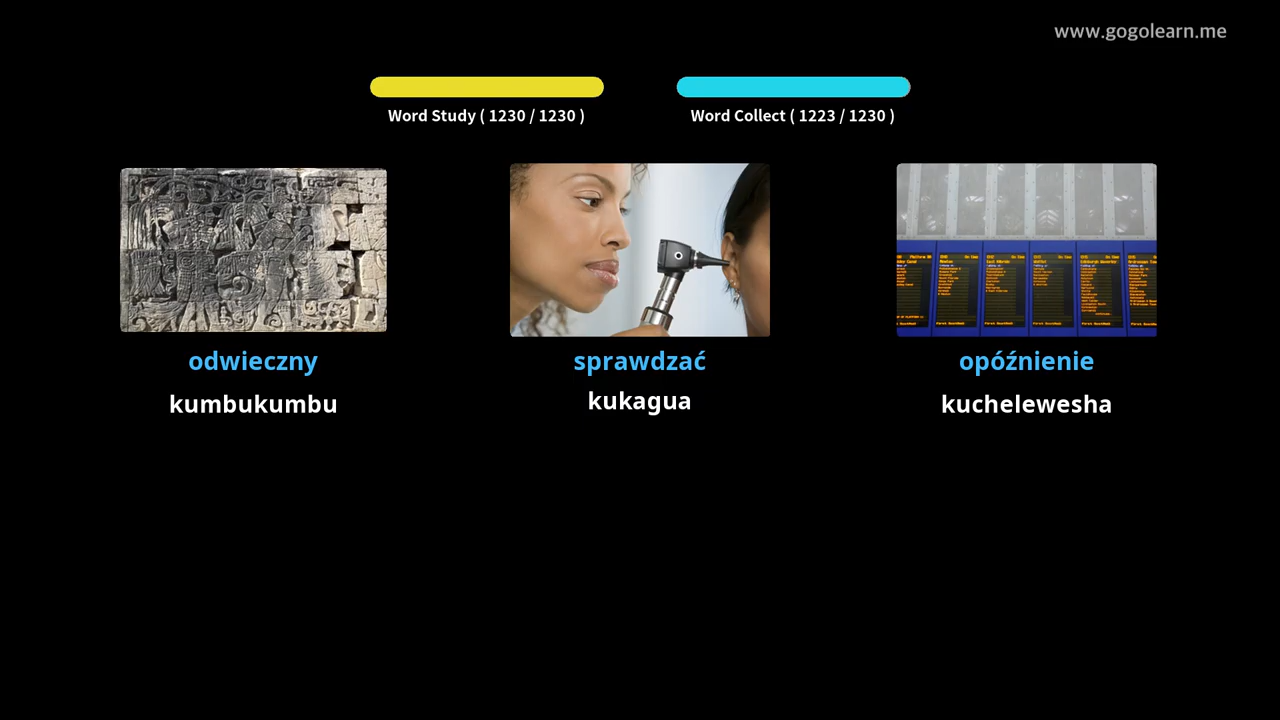 www.gogolearn.me
Word Study ( 1230 / 1230 )
Word Collect ( 1223 / 1230 )
odwieczny
sprawdzać
opóźnienie
kumbukumbu
kukagua
kuchelewesha